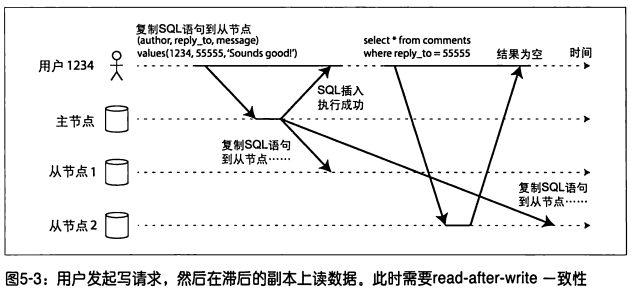 复制SQL语句到从节点
(author, reply_to, message)
values(1234, 55555, 'Sounds good!')
select * from comments
where reply_to = 55555
结果为空
时间
用户 1234
SQL插入
执行成功
主节点
复制SQL语句
到从节点……
从节点 1
复制SQL语句
到从节点……
从节点 2
图5-3：用户发起写请求，然后在滞后的副本上读数据。此时需要read-after-write 一致性